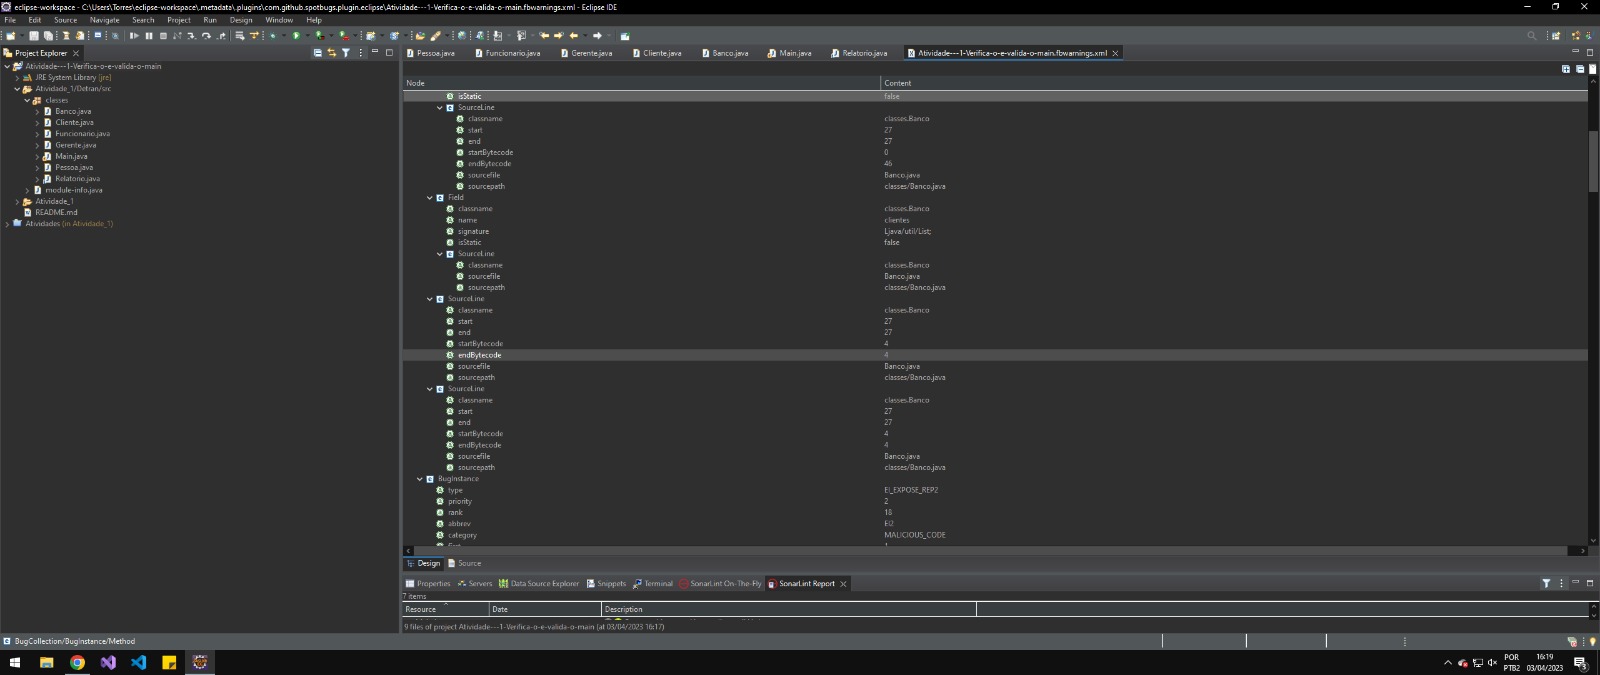 eclipse-workspace - C:\Users\Torres\eclipse-workspace\.metadata\.plugins\com.github.spotbugs.plugin.eclipse\Atividade---1-Verifica-o-e-valida-o-main.fbwarnings.xml - Eclipse IDE
File Edit Source Navigate Search Project Run Design Window Help
Project Explorer
Atividade---1-Verifica-o-e-valida-o-main
JRE System Library [jre]
Atividade_1/Detran/src
classes
Banco.java
Cliente.java
Funcionario.java
Gerente.java
Main.java
Pessoa.java
Relatorio.java
module-info.java
Atividade_1
README.md
Atividades (in Atividade_1)
Pessoa.java Funcionario.java Gerente.java Cliente.java Banco.java Main.java Relatorio.java Atividade---1-Verifica-o-e-valida-o-main.fbwarnings.xml
Node Content
isStatic false
SourceLine
classname classes.Banco
start 27
end 27
startBytecode 0
endBytecode 46
sourcefile Banco.java
sourcepath classes/Banco.java
Field
classname classes.Banco
name clientes
signature Ljava/util/List;
isStatic false
SourceLine
classname classes.Banco
sourcefile Banco.java
sourcepath classes/Banco.java
SourceLine
classname classes.Banco
start 27
end 27
startBytecode 4
endBytecode 4
sourcefile Banco.java
sourcepath classes/Banco.java
SourceLine
classname classes.Banco
start 27
end 27
startBytecode 4
endBytecode 4
sourcefile Banco.java
sourcepath classes/Banco.java
BugInstance
type EI_EXPOSE_REP2
priority 2
rank 18
abbrev EI2
category MALICIOUS_CODE
Design Source
Properties Servers Data Source Explorer Snippets Terminal SonarLint On-The-Fly SonarLint Report
7 items
Resource Date Description
9 files of project Atividade---1-Verifica-o-e-valida-o-main (at 03/04/2023 16:17)
BugCollection/BugInstance/Method
POR 16:19
PTB2 03/04/2023
3